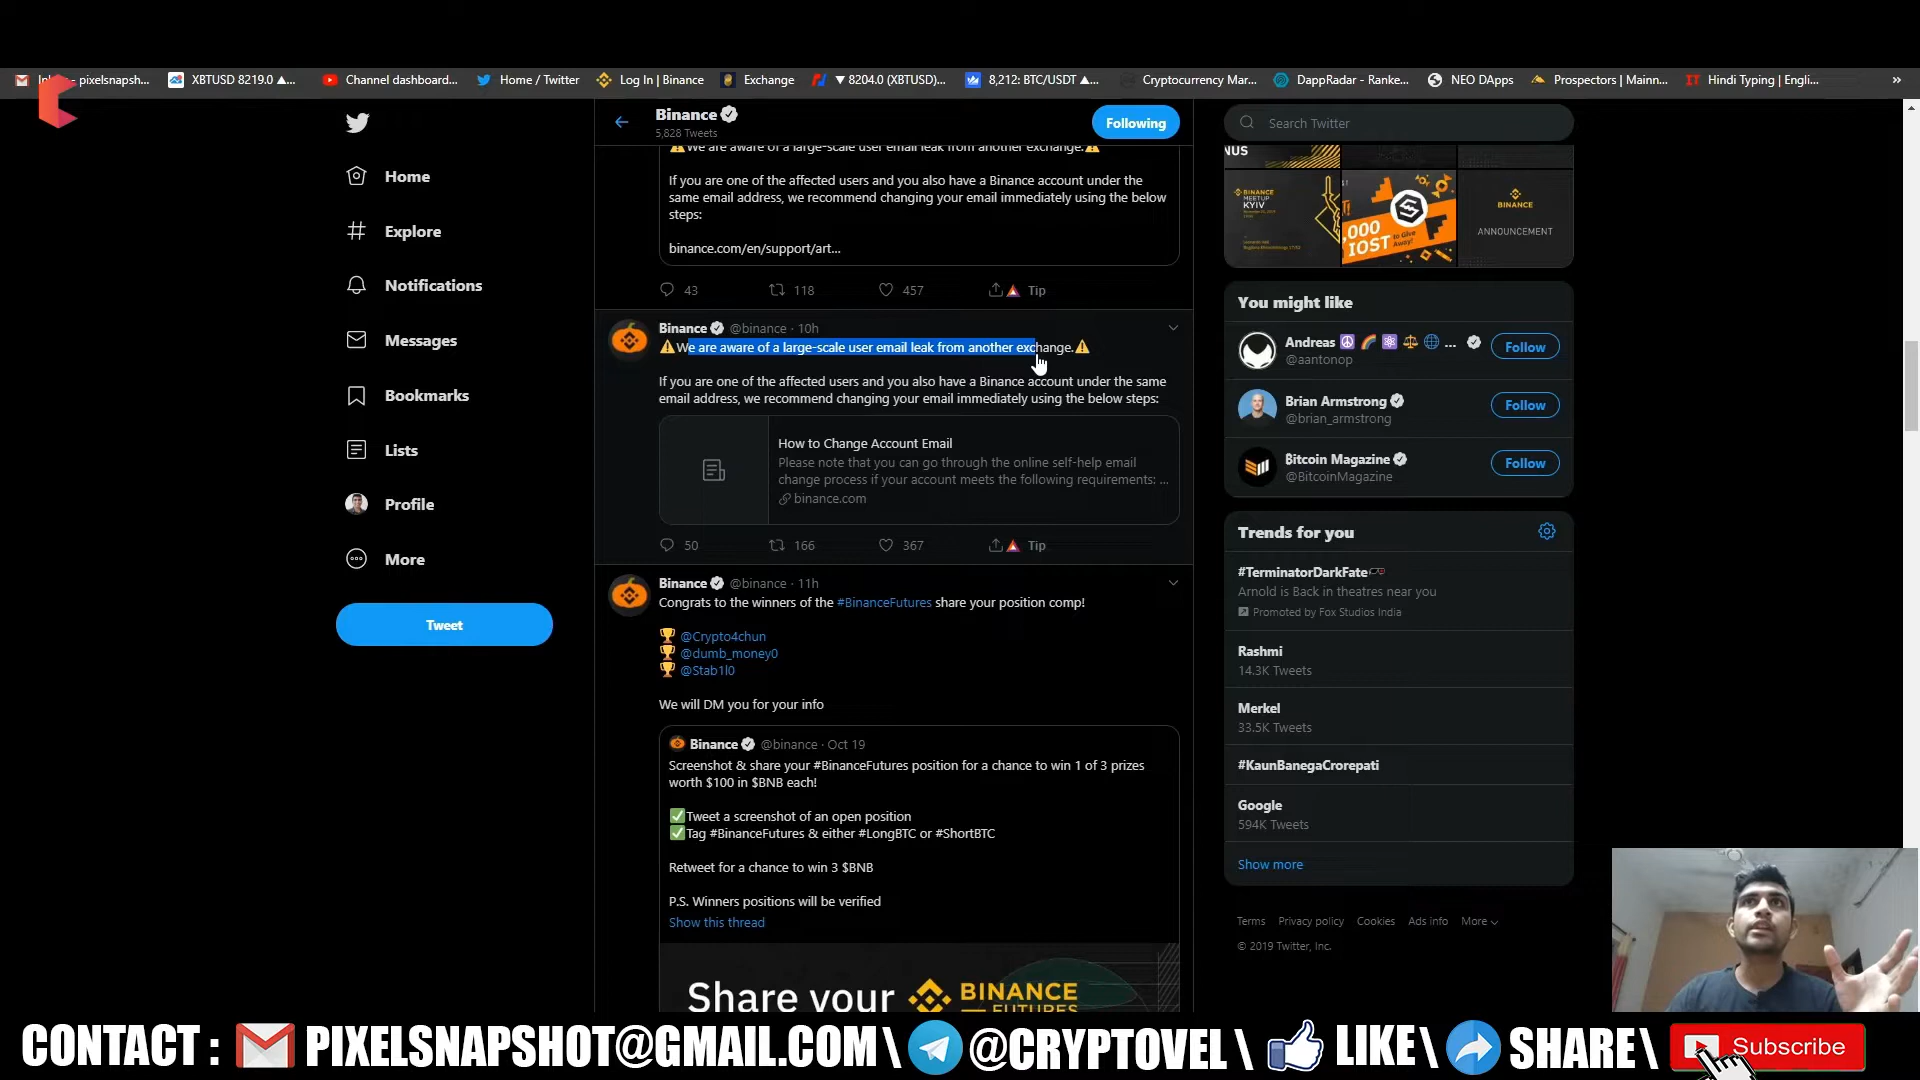 pixelsnapsh...
XBTUSD 8219.0 ▲...
Channel dashboard...
Home / Twitter
Log In | Binance
Exchange
▼ 8204.0 (XBTUSD)...
8,212: BTC/USDT ▲...
Cryptocurrency Mar...
DappRadar - Ranke...
NEO DApps
Prospectors | Mainn...
Hindi Typing | Engli...
Home
Explore
Notifications
Messages
Bookmarks
Lists
Profile
More
Tweet
Binance
5,828 Tweets
Following
⚠We are aware of a large-scale user email leak from another exchange.⚠
If you are one of the affected users and you also have a Binance account under the
same email address, we recommend changing your email immediately using the below
steps:
binance.com/en/support/art...
43 118 457 Tip
Binance @binance · 10h
⚠We are aware of a large-scale user email leak from another exchange.⚠
If you are one of the affected users and you also have a Binance account under the same
email address, we recommend changing your email immediately using the below steps:
How to Change Account Email
Please note that you can go through the online self-help email
change process if your account meets the following requirements: ...
binance.com
50 166 367 Tip
Binance @binance · 11h
Congrats to the winners of the #BinanceFutures share your position comp!
🏆 @Crypto4chun
🏆 @dumb_money0
🏆 @Stab1l0
We will DM you for your info
Binance @binance · Oct 19
Screenshot & share your #BinanceFutures position for a chance to win 1 of 3 prizes
worth $100 in $BNB each!
✅Tweet a screenshot of an open position
✅Tag #BinanceFutures & either #LongBTC or #ShortBTC
Retweet for a chance to win 3 $BNB
P.S. Winners positions will be verified
Show this thread
Share your BINANCE
FUTURES
Search Twitter
NUS
BINANCE
MEETUP
KYIV
,000
IOST
to Give
Away!
BINANCE
ANNOUNCEMENT
You might like
Andreas ...
@aantonop
Follow
Brian Armstrong
@brian_armstrong
Follow
Bitcoin Magazine
@BitcoinMagazine
Follow
Trends for you
#TerminatorDarkFate
Arnold is Back in theatres near you
Promoted by Fox Studios India
Rashmi
14.3K Tweets
Merkel
33.5K Tweets
#KaunBanegaCrorepati
Google
594K Tweets
Show more
Terms Privacy policy Cookies Ads info More
© 2019 Twitter, Inc.
CONTACT : PIXELSNAPSHOT@GMAIL.COM \ @CRYPTOVEL \ LIKE \ SHARE \ Subscribe